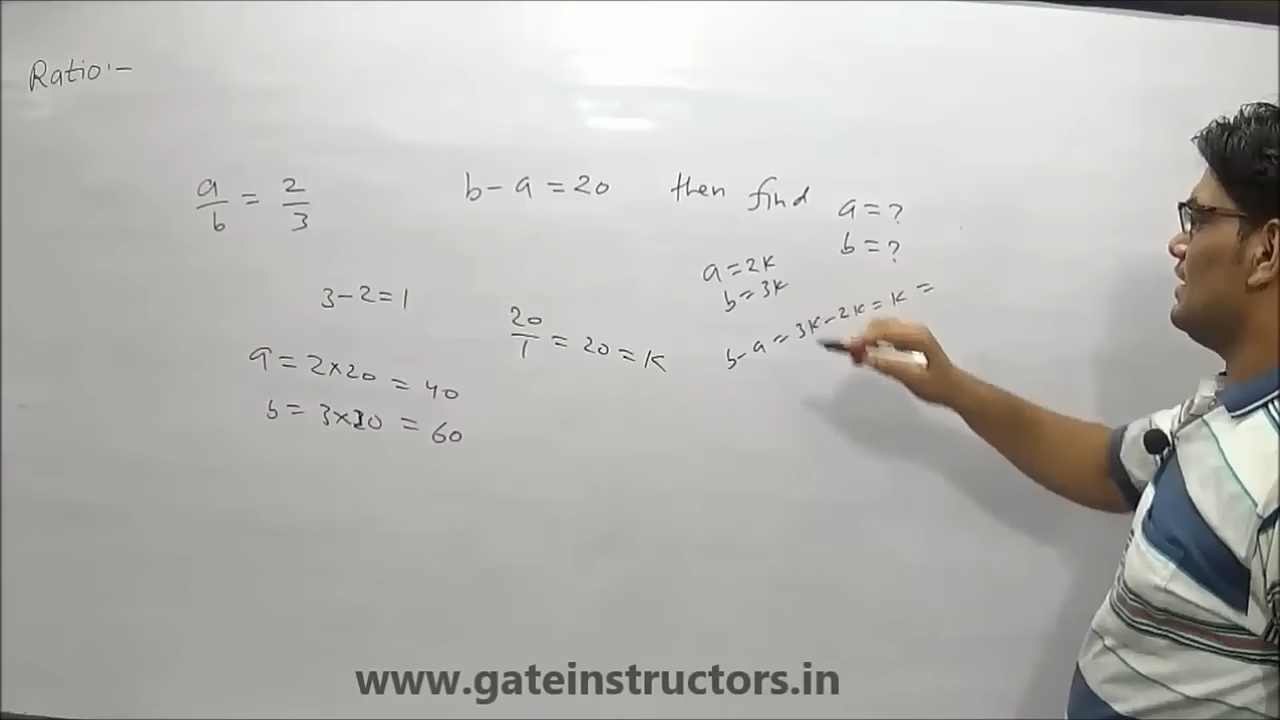 Ratio:-
a/b = 2/3
b - a = 20 then find
a = ?
b = ?
a = 2K
b = 3K
b - a = 3K - 2K = K =
3 - 2 = 1
20/1 = 20 = K
a = 2 x 20 = 40
b = 3 x 20 = 60
www.gateinstructors.in